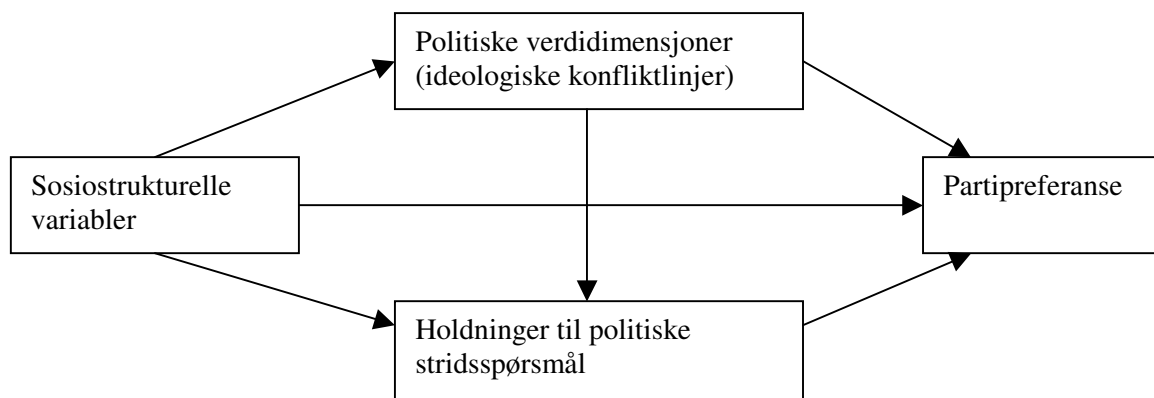 Politiske verdidimensjoner
(ideologiske konfliktlinjer)
Sosiostrukturelle
variabler
Partipreferanse
Holdninger til politiske
stridsspørsmål